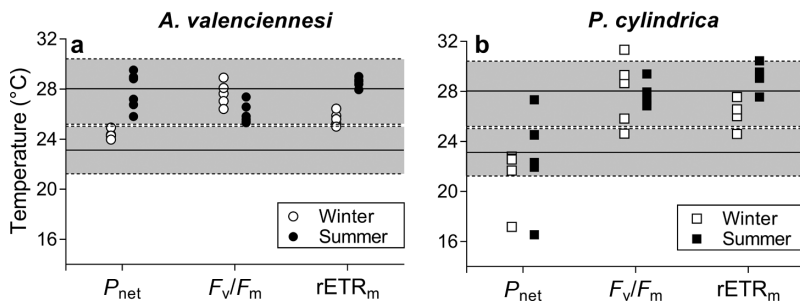 A. valenciennesi
P. cylindrica
a
b
Temperature (°C)
32
28
24
20
16
32
28
24
20
16
Winter
Summer
Winter
Summer
Pnet
Fv/Fm
rETRm
Pnet
Fv/Fm
rETRm